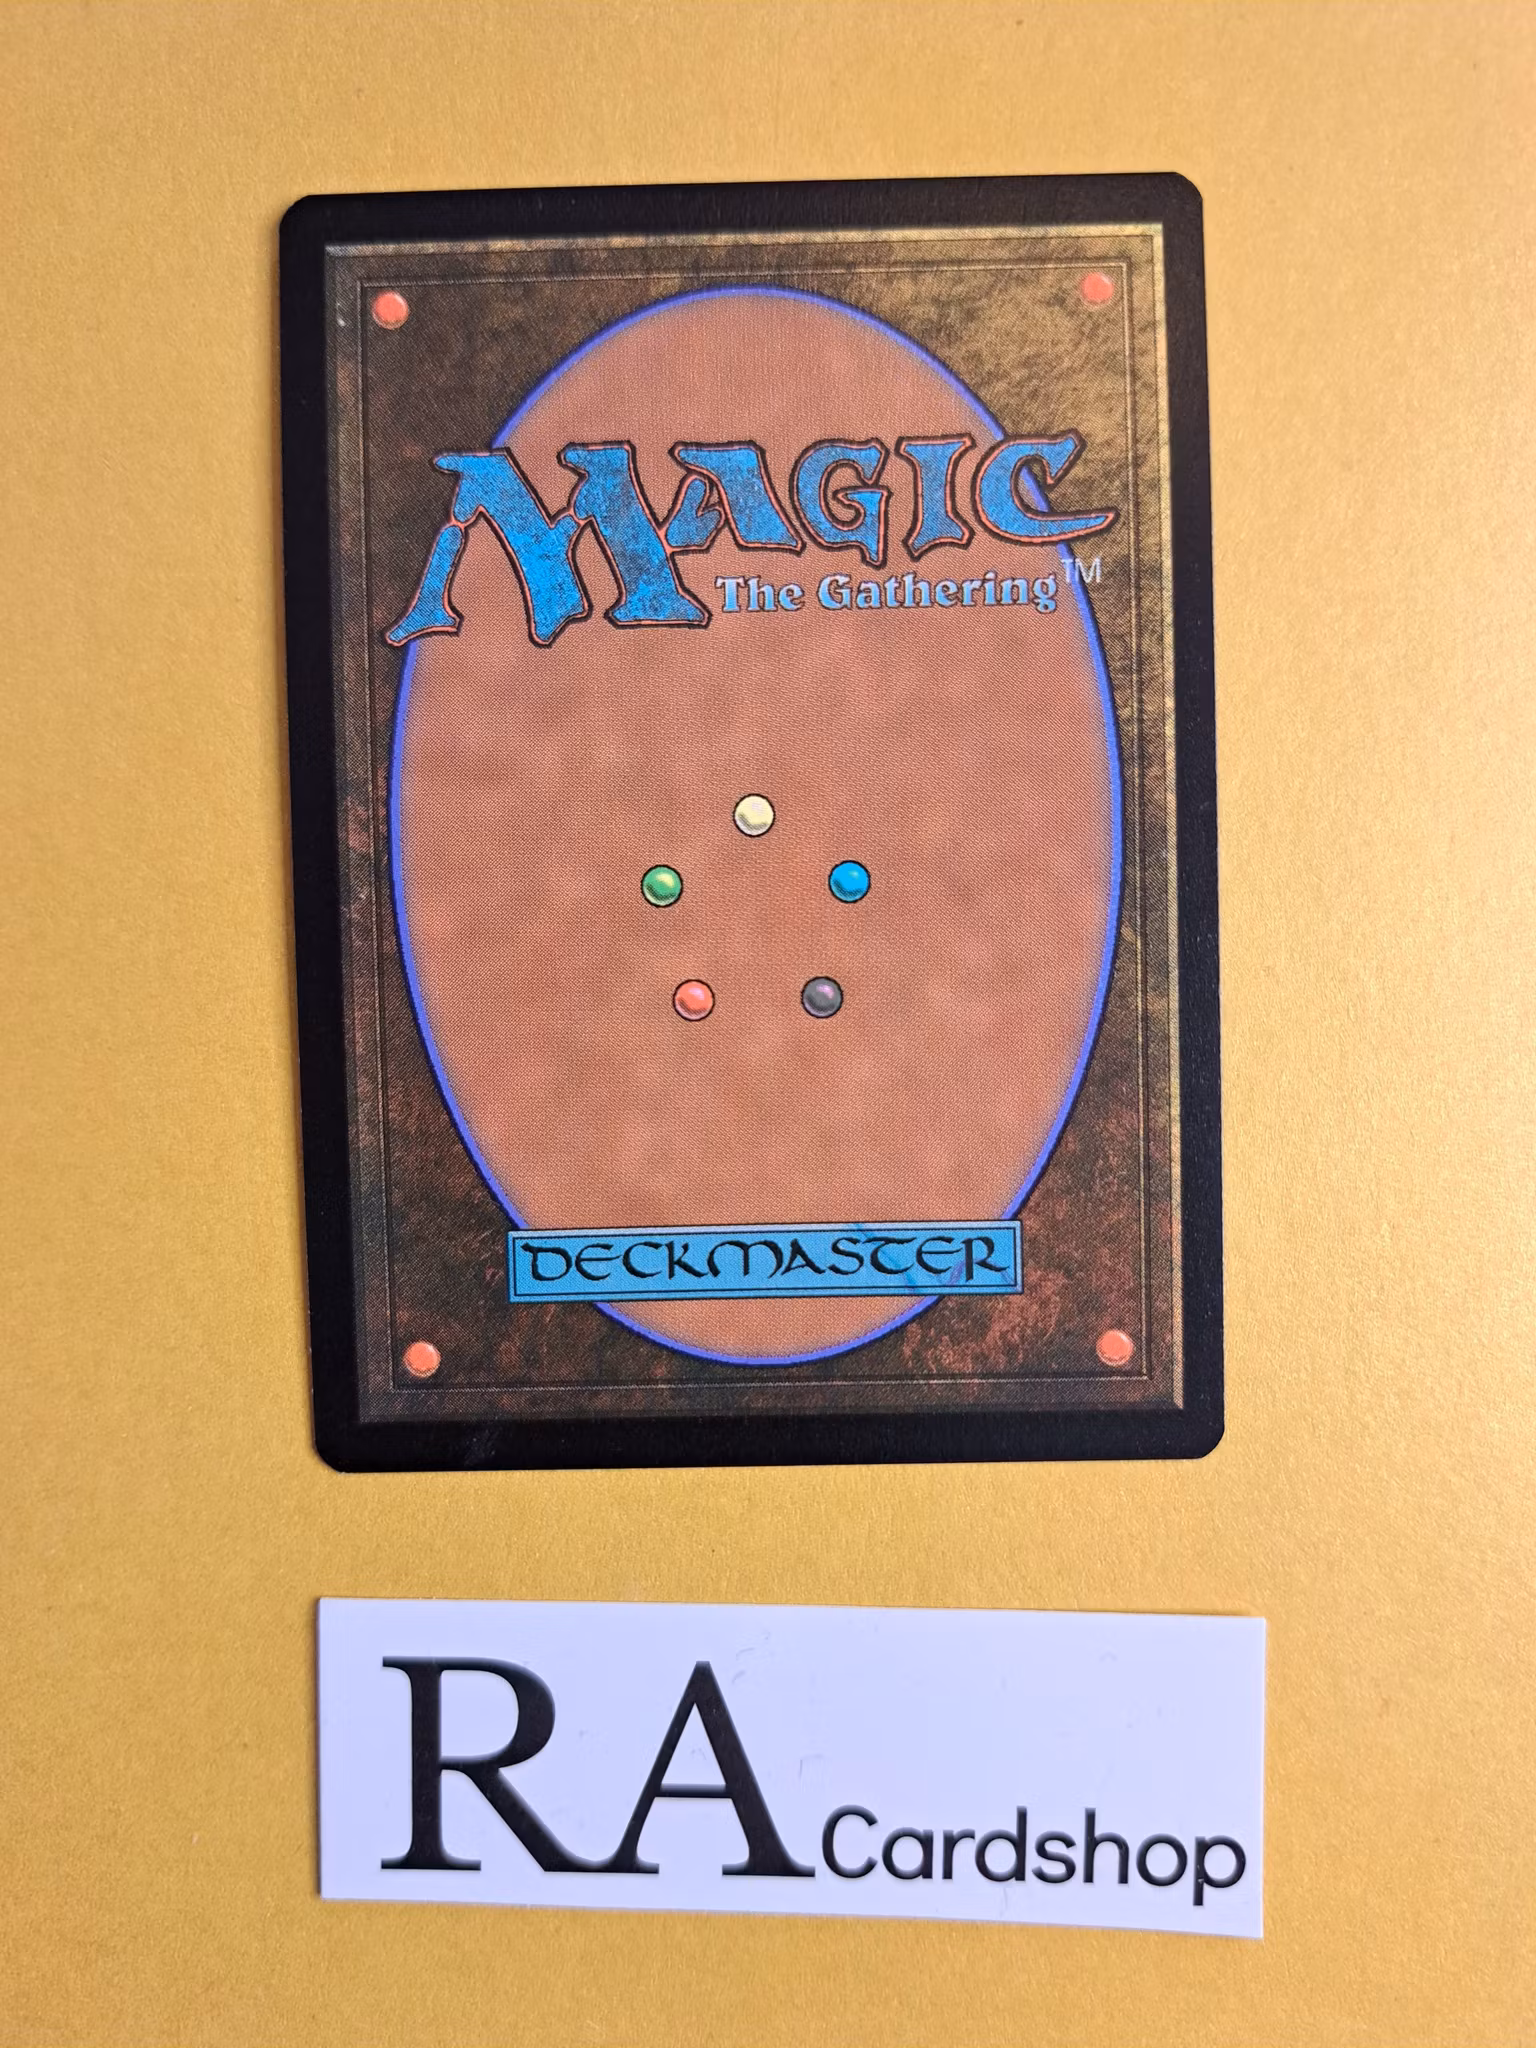 MAGIC
The Gathering™
DECKMASTER
RA Cardshop